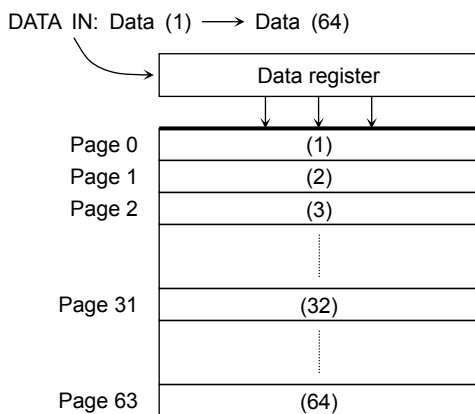 DATA IN: Data (1) ⟶ Data (64)
Data register
Page 0 (1)
Page 1 (2)
Page 2 (3)
Page 31 (32)
Page 63 (64)